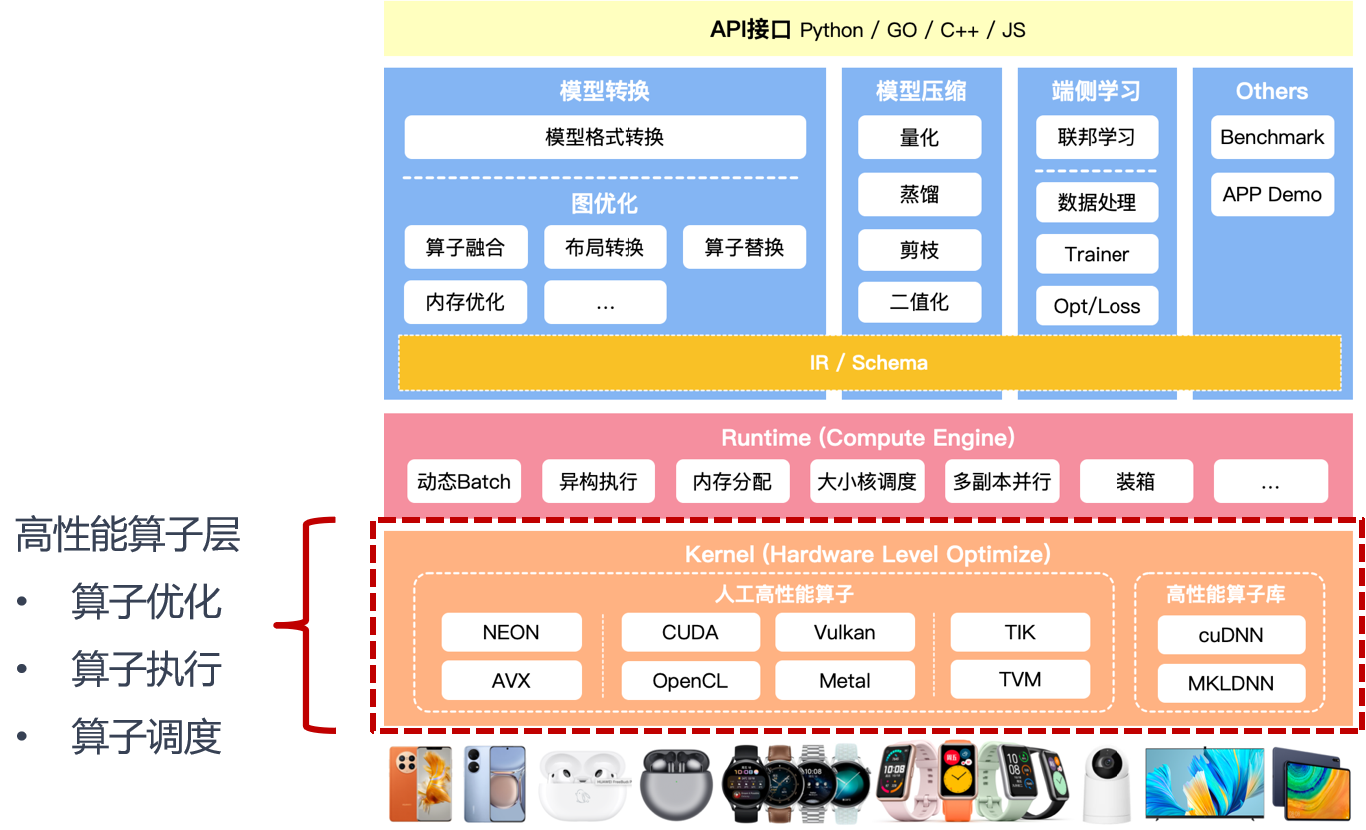 API接口 Python / GO / C++ / JS
模型转换
模型格式转换
图优化
算子融合
布局转换
算子替换
内存优化
...
模型压缩
量化
蒸馏
剪枝
二值化
端侧学习
联邦学习
数据处理
Trainer
Opt/Loss
Others
Benchmark
APP Demo
IR / Schema
Runtime (Compute Engine)
动态Batch
异构执行
内存分配
大小核调度
多副本并行
装箱
...
高性能算子层
• 算子优化
• 算子执行
• 算子调度
Kernel (Hardware Level Optimize)
人工高性能算子
NEON
CUDA
Vulkan
TIK
AVX
OpenCL
Metal
TVM
高性能算子库
cuDNN
MKLDNN